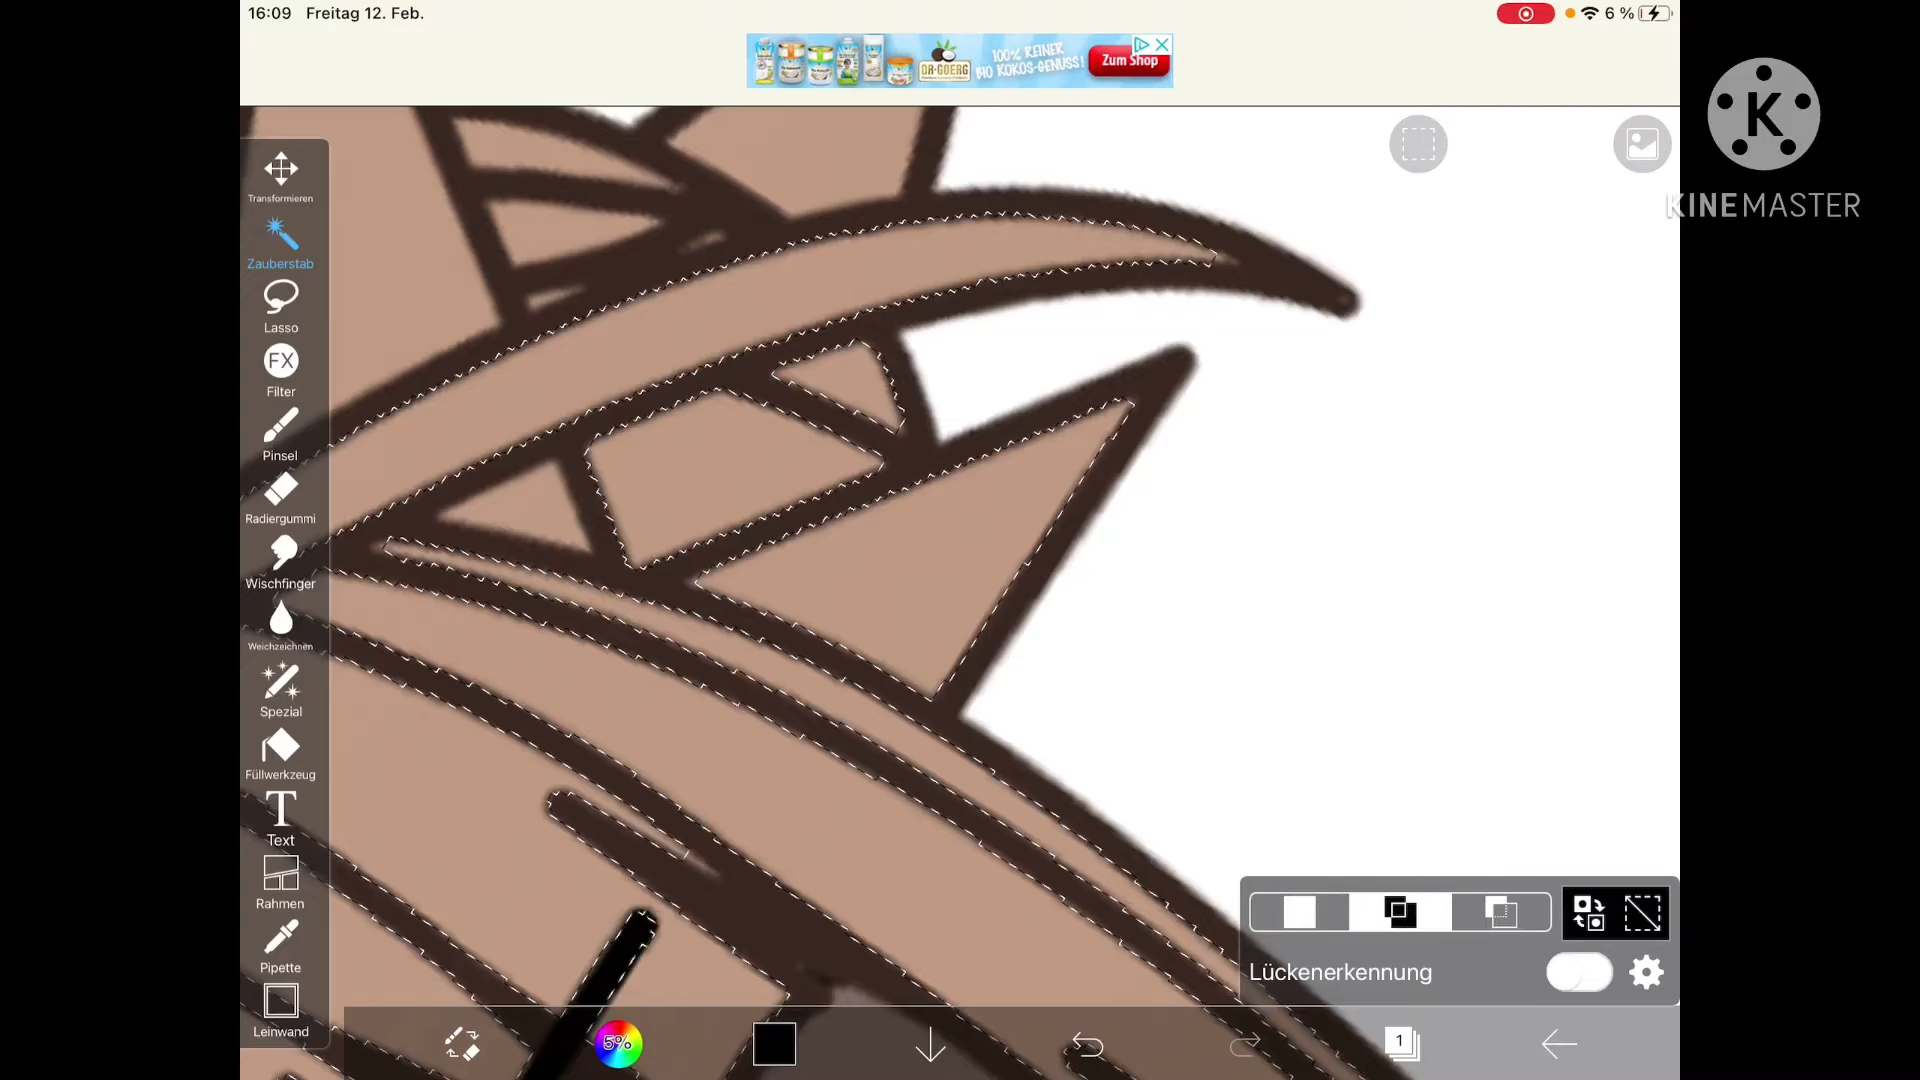 16:09 Freitag 12. Feb.
6 %
DR·GOERG
100% REINER
BIO KOKOS-GENUSS!
Zum Shop
K
KINEMASTER
Transformieren
Zauberstab
Lasso
FX
Filter
Pinsel
Radiergummi
Wischfinger
Weichzeichnen
Spezial
Füllwerkzeug
T
Text
Rahmen
Pipette
Leinwand
Lückenerkennung
5%
1